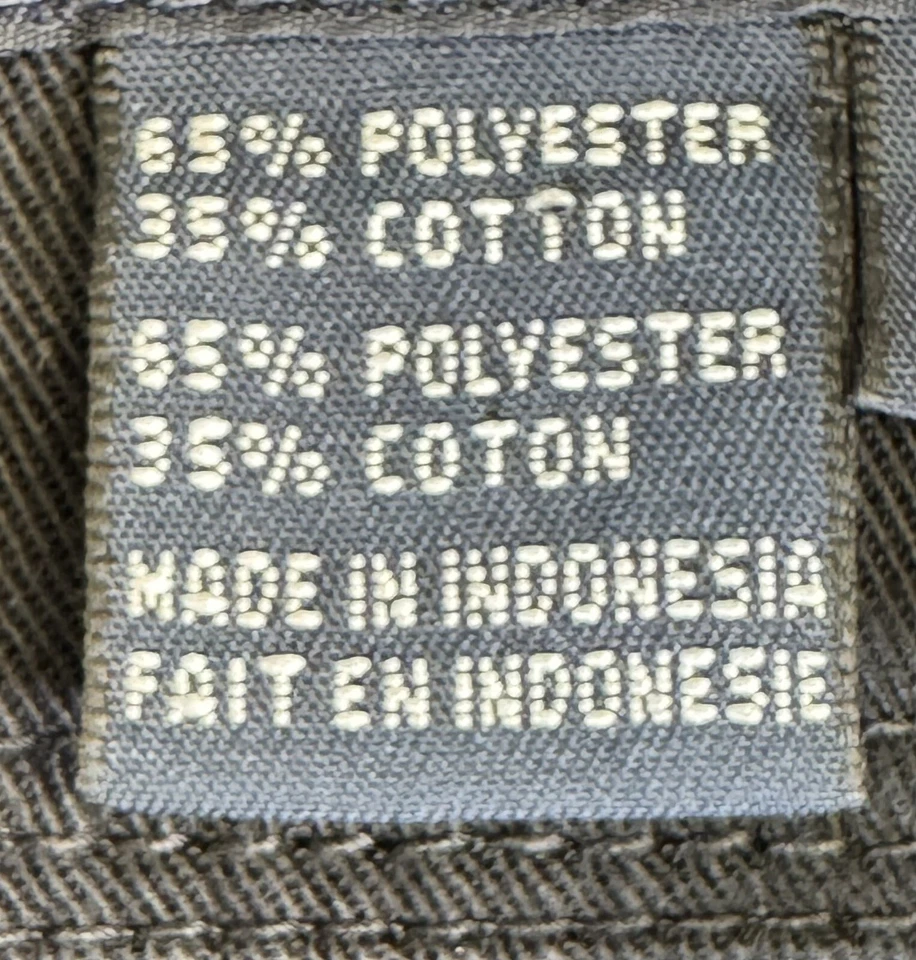 65% POLYESTER
35% COTTON
65% POLYESTER
35% COTON
MADE IN INDONESIA
FAIT EN INDONESIE